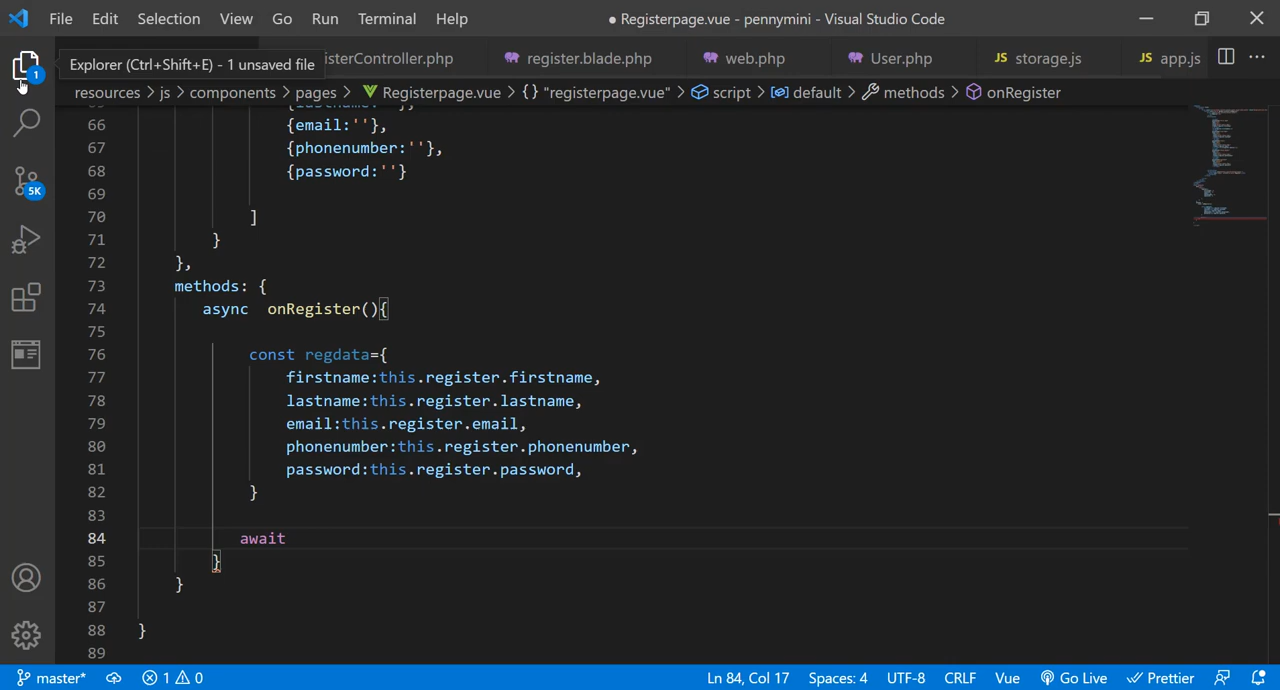 File Edit Selection View Go Run Terminal Help
● Registerpage.vue - pennymini - Visual Studio Code
Explorer (Ctrl+Shift+E) - 1 unsaved file
isterController.php register.blade.php web.php User.php JS storage.js JS app.js ...
resources > js > components > pages > Registerpage.vue > {} "registerpage.vue" > script > default > methods > onRegister
1
5K
66 {email:''},
67 {phonenumber:''},
68 {password:''}
69
70 ]
71 }
72 },
73 methods: {
74 async onRegister(){
75
76 const regdata={
77 firstname:this.register.firstname,
78 lastname:this.register.lastname,
79 email:this.register.email,
80 phonenumber:this.register.phonenumber,
81 password:this.register.password,
82 }
83
84 await
85 }
86 }
87
88 }
89
master* 1 0 Ln 84, Col 17 Spaces: 4 UTF-8 CRLF Vue Go Live Prettier